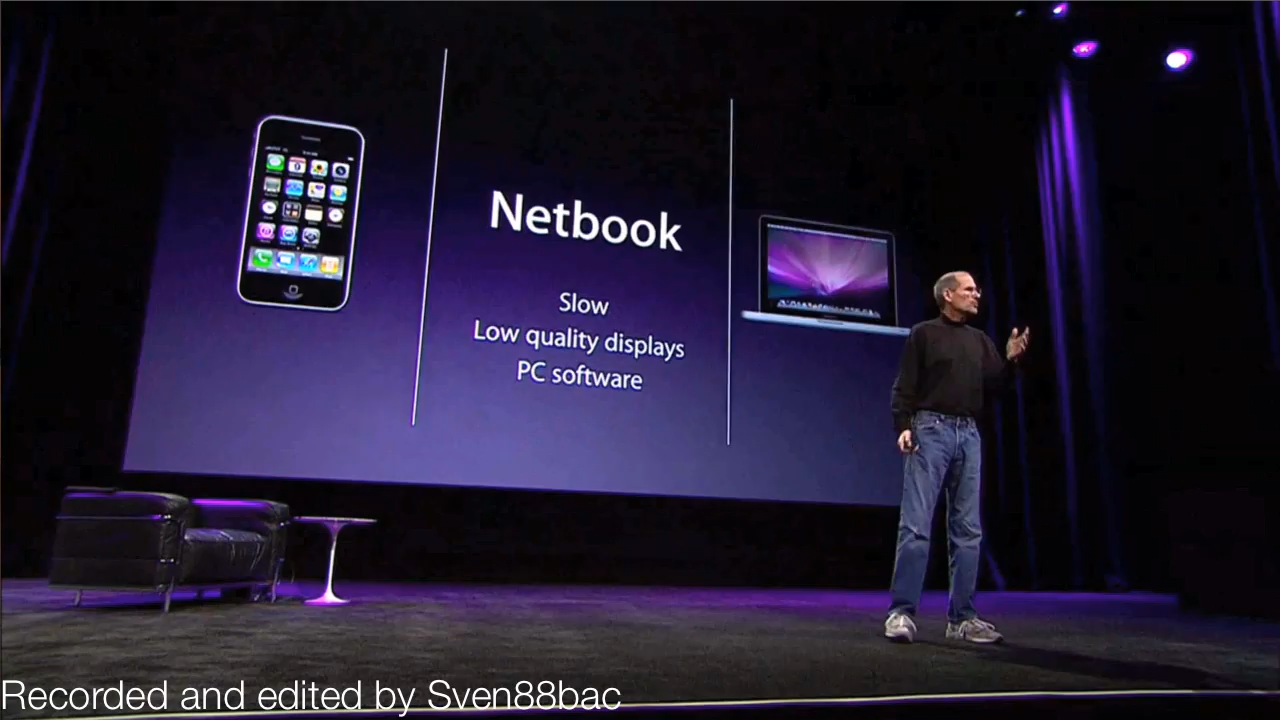 Netbook
Slow
Low quality displays
PC software
Recorded and edited by Sven88bac